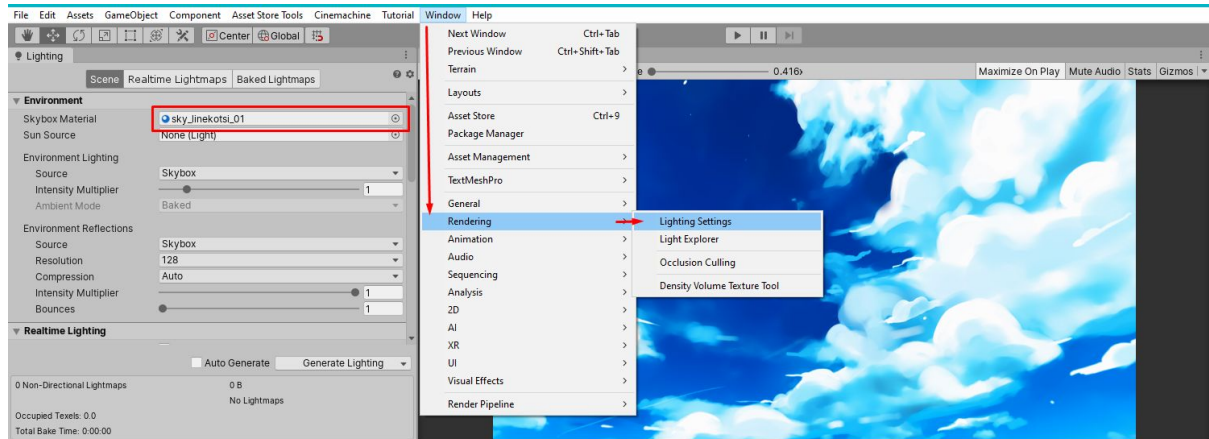 File Edit Assets GameObject Component Asset Store Tools Cinemachine Tutorial Window Help
Center Global
Lighting
Scene Realtime Lightmaps Baked Lightmaps
Environment
Skybox Material sky_linekotsi_01
Sun Source None (Light)
Environment Lighting
Source Skybox
Intensity Multiplier 1
Ambient Mode Baked
Environment Reflections
Source Skybox
Resolution 128
Compression Auto
Intensity Multiplier 1
Bounces 1
Realtime Lighting
Auto Generate Generate Lighting
0 Non-Directional Lightmaps 0 B
No Lightmaps
Occupied Texels: 0.0
Total Bake Time: 0:00:00
Next Window Ctrl+Tab
Previous Window Ctrl+Shift+Tab
Terrain
Layouts
Asset Store Ctrl+9
Package Manager
Asset Management
TextMeshPro
General
Rendering
Animation
Audio
Sequencing
Analysis
2D
AI
XR
UI
Visual Effects
Render Pipeline
Lighting Settings
Light Explorer
Occlusion Culling
Density Volume Texture Tool
e 0.416x Maximize On Play Mute Audio Stats Gizmos